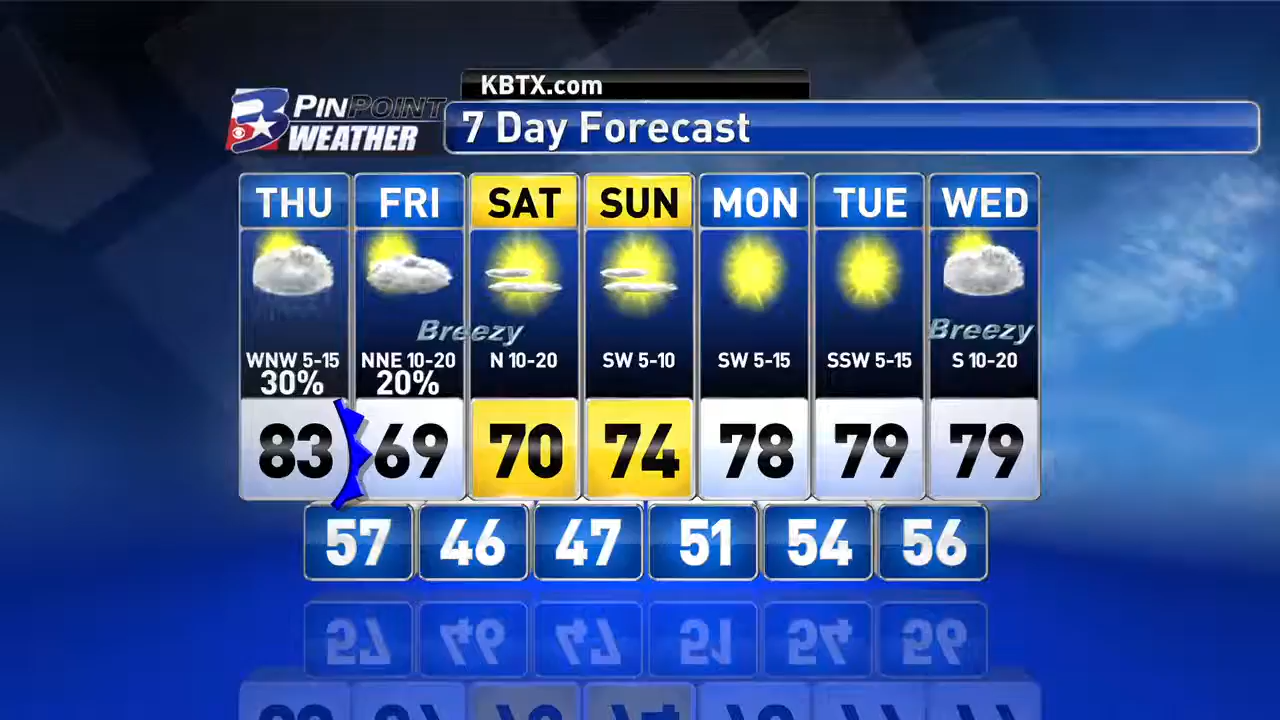 KBTX.com
3 PINPOINT
WEATHER
7 Day Forecast
THU FRI SAT SUN MON TUE WED
Breezy Breezy
WNW 5-15 NNE 10-20 N 10-20 SW 5-10 SW 5-15 SSW 5-15 S 10-20
30% 20%
83 69 70 74 78 79 79
57 46 47 51 54 56